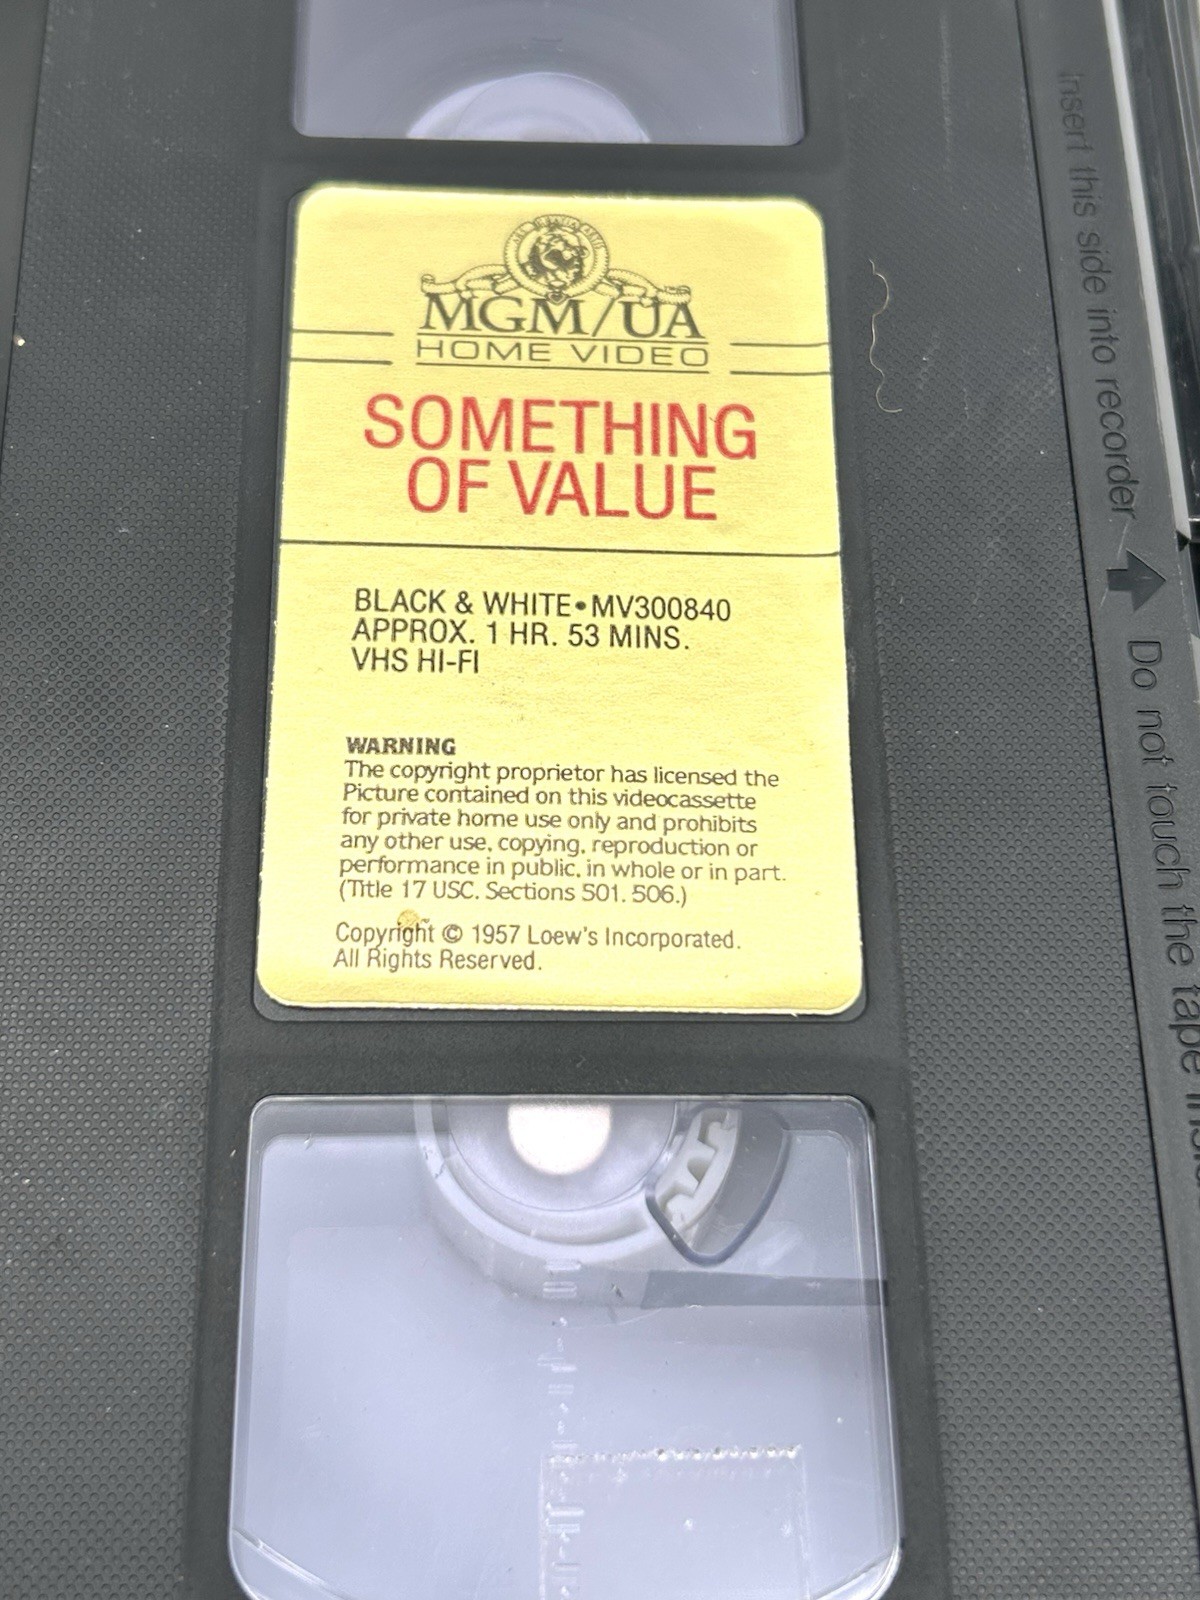 MGM/UA
HOME VIDEO
SOMETHING
OF VALUE
BLACK & WHITE•MV300840
APPROX. 1 HR. 53 MINS.
VHS HI-FI
WARNING
The copyright proprietor has licensed the
Picture contained on this videocassette
for private home use only and prohibits
any other use, copying, reproduction or
performance in public, in whole or in part.
(Title 17 USC. Sections 501. 506.)
Copyright © 1957 Loew's Incorporated.
All Rights Reserved.
Insert this side into recorder
Do not touch the tape